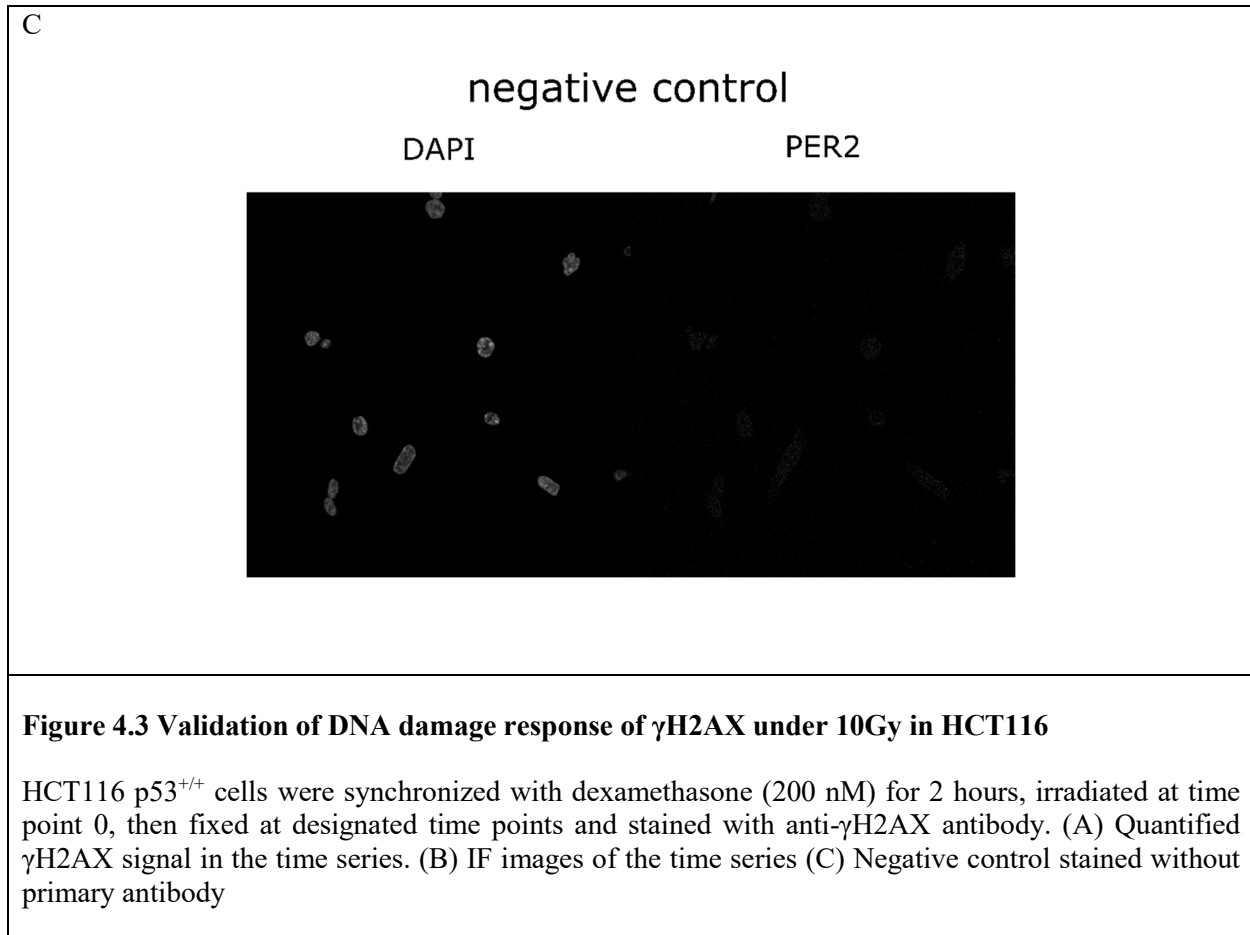 C
negative control
DAPI PER2
Figure 4.3 Validation of DNA damage response of γH2AX under 10Gy in HCT116
HCT116 p53+/+ cells were synchronized with dexamethasone (200 nM) for 2 hours, irradiated at time
point 0, then fixed at designated time points and stained with anti-γH2AX antibody. (A) Quantified
γH2AX signal in the time series. (B) IF images of the time series (C) Negative control stained without
primary antibody